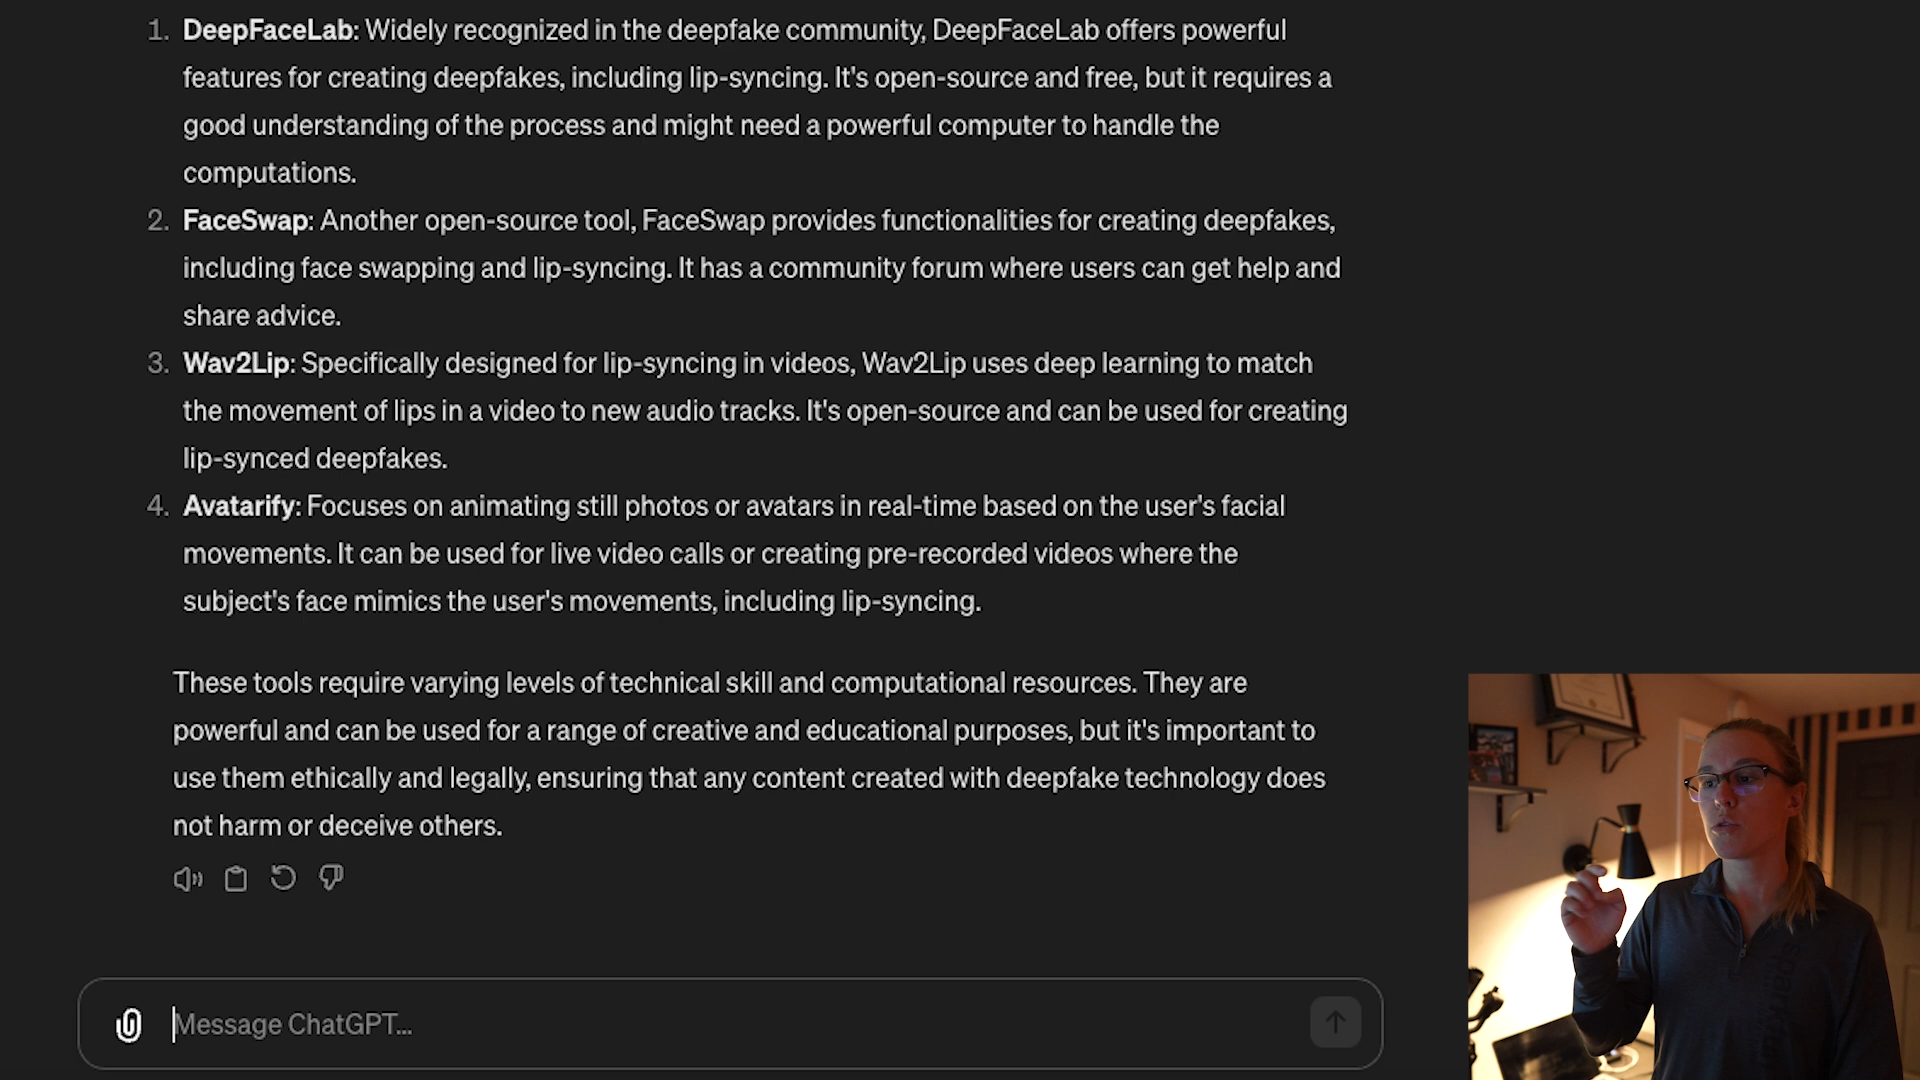 1. DeepFaceLab: Widely recognized in the deepfake community, DeepFaceLab offers powerful
features for creating deepfakes, including lip-syncing. It's open-source and free, but it requires a
good understanding of the process and might need a powerful computer to handle the
computations.
2. FaceSwap: Another open-source tool, FaceSwap provides functionalities for creating deepfakes,
including face swapping and lip-syncing. It has a community forum where users can get help and
share advice.
3. Wav2Lip: Specifically designed for lip-syncing in videos, Wav2Lip uses deep learning to match
the movement of lips in a video to new audio tracks. It's open-source and can be used for creating
lip-synced deepfakes.
4. Avatarify: Focuses on animating still photos or avatars in real-time based on the user's facial
movements. It can be used for live video calls or creating pre-recorded videos where the
subject's face mimics the user's movements, including lip-syncing.
These tools require varying levels of technical skill and computational resources. They are
powerful and can be used for a range of creative and educational purposes, but it's important to
use them ethically and legally, ensuring that any content created with deepfake technology does
not harm or deceive others.
Message ChatGPT...